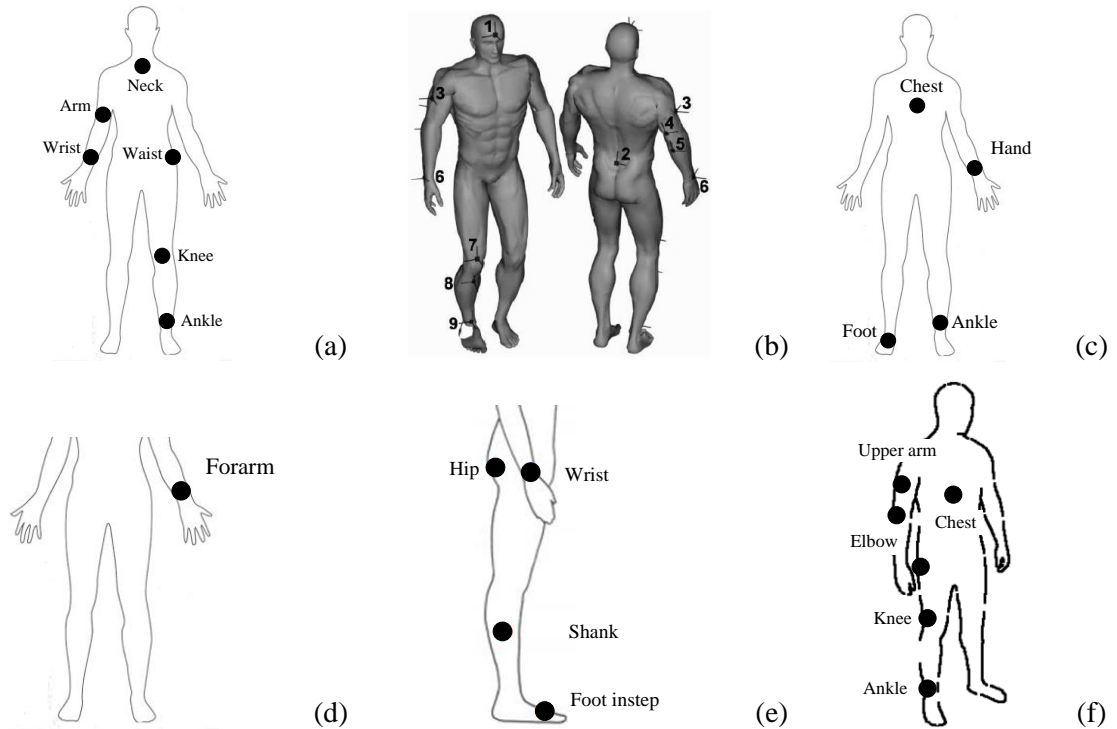 Neck
Arm
Wrist
Waist
Knee
Ankle
(a)
1
3
6
7
8
9
3
4
5
2
6
(b)
Chest
Hand
Foot
Ankle
(c)
Forarm
(d)
Hip
Wrist
Shank
Foot instep
(e)
Upper arm
Chest
Elbow
Knee
Ankle
(f)